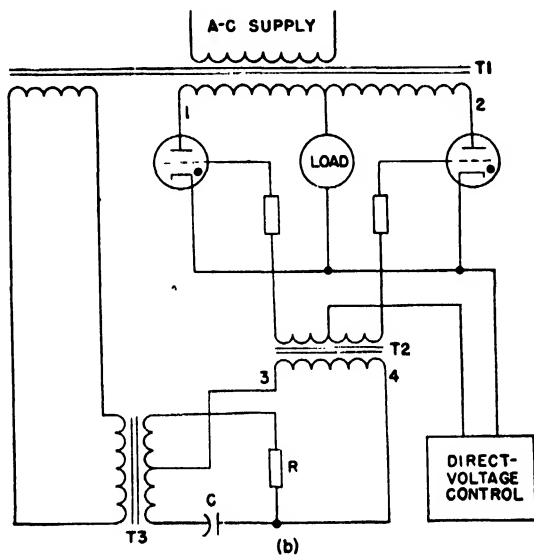 A-C SUPPLY
T1
1
2
LOAD
T2
3
4
R
C
T3
DIRECT-
VOLTAGE
CONTROL
(b)